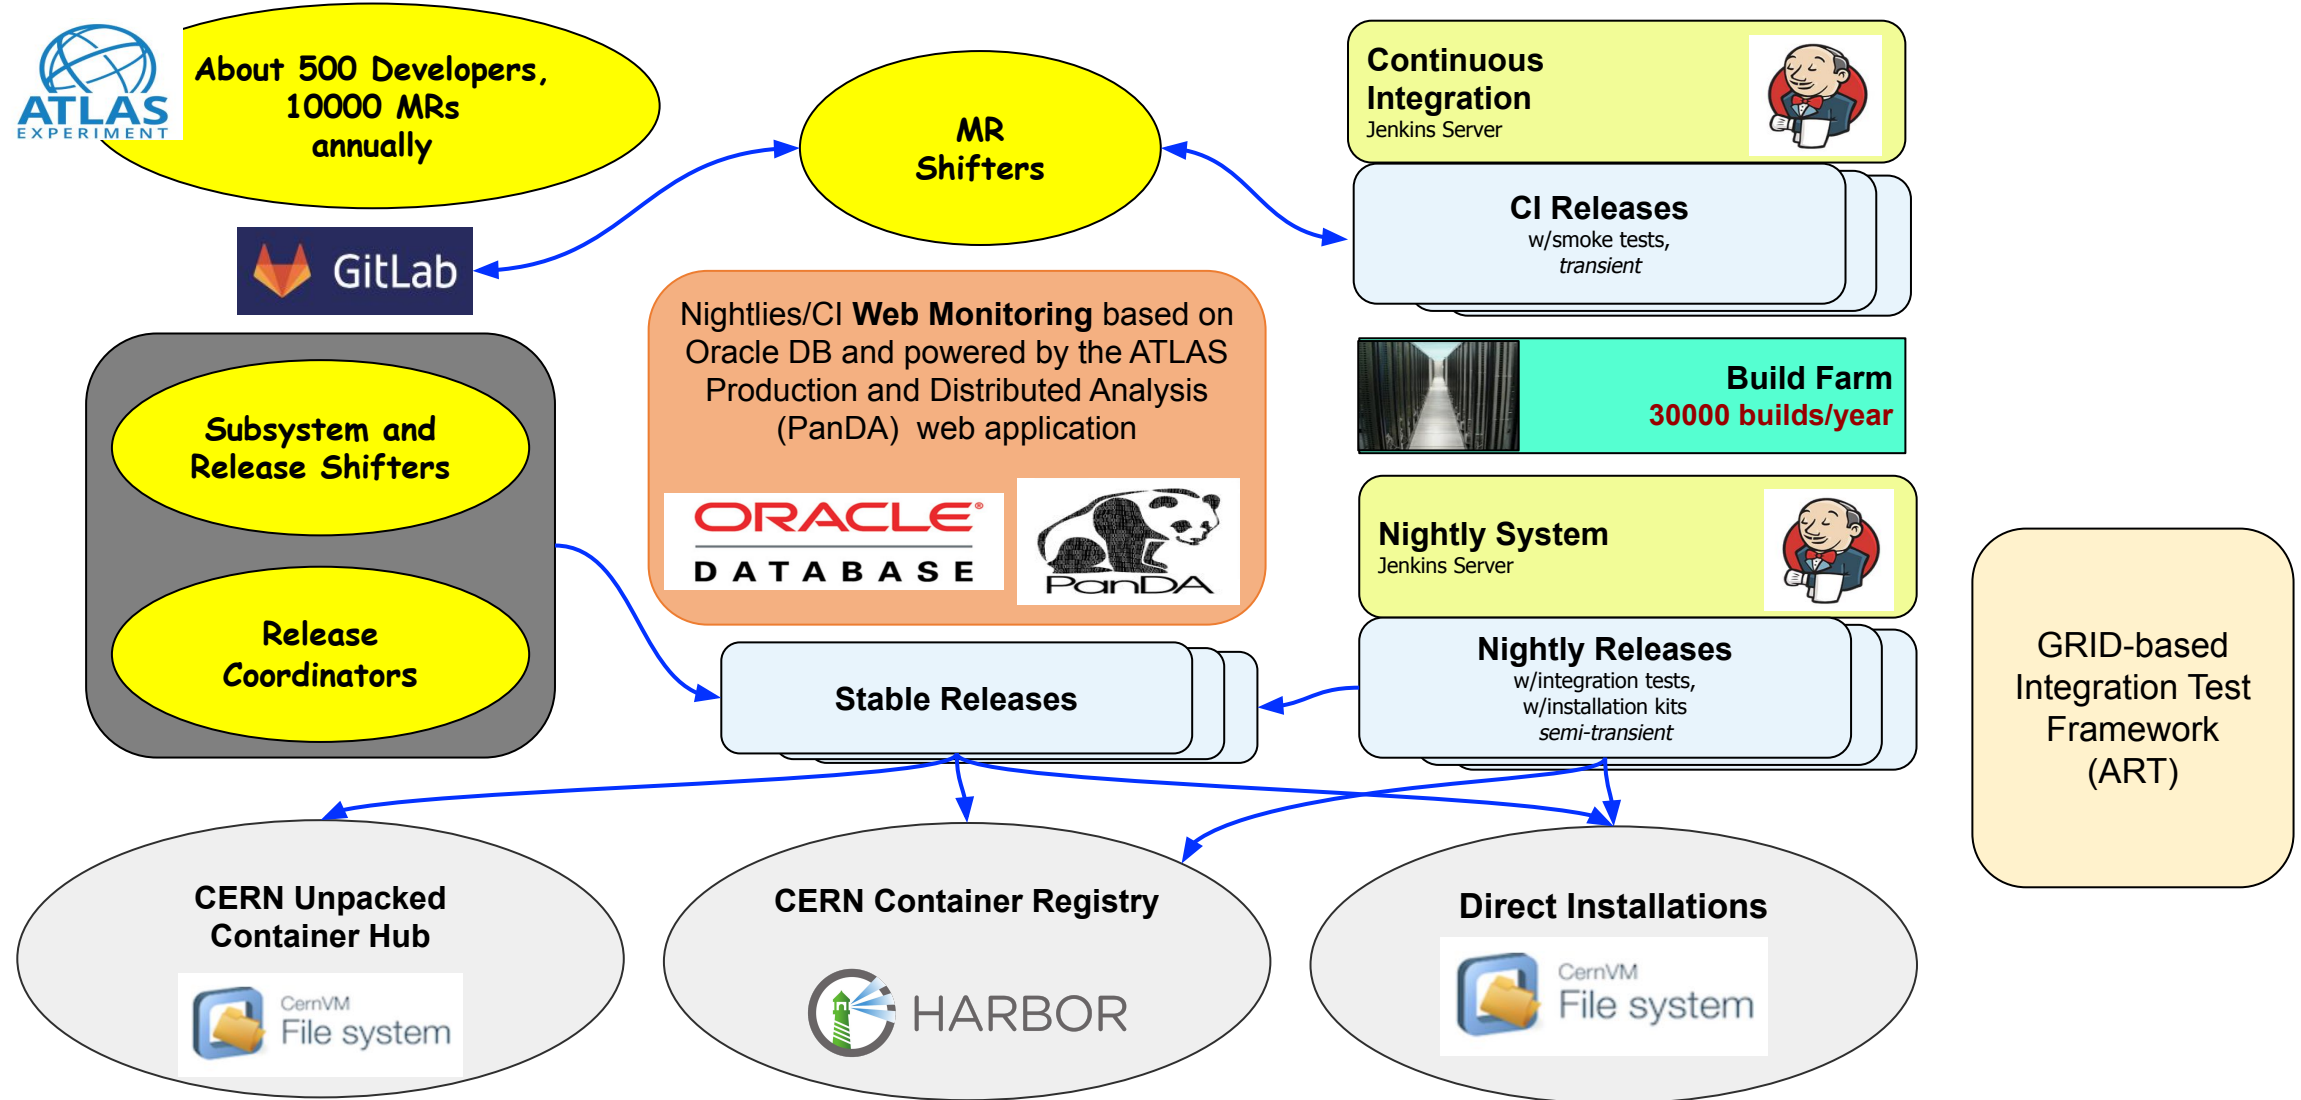 ATLAS
EXPERIMENT
About 500 Developers,
10000 MRs
annually
MR
Shifters
Continuous
Integration
Jenkins Server
CI Releases
w/smoke tests,
transient
GitLab
Nightlies/CI Web Monitoring based on
Oracle DB and powered by the ATLAS
Production and Distributed Analysis
(PanDA) web application
ORACLE®
DATABASE
PanDA
Build Farm
30000 builds/year
Subsystem and
Release Shifters
Release
Coordinators
Nightly System
Jenkins Server
Nightly Releases
w/integration tests,
w/installation kits
semi-transient
Stable Releases
GRID-based
Integration Test
Framework
(ART)
CERN Unpacked
Container Hub
CernVM
File system
CERN Container Registry
HARBOR
Direct Installations
CernVM
File system